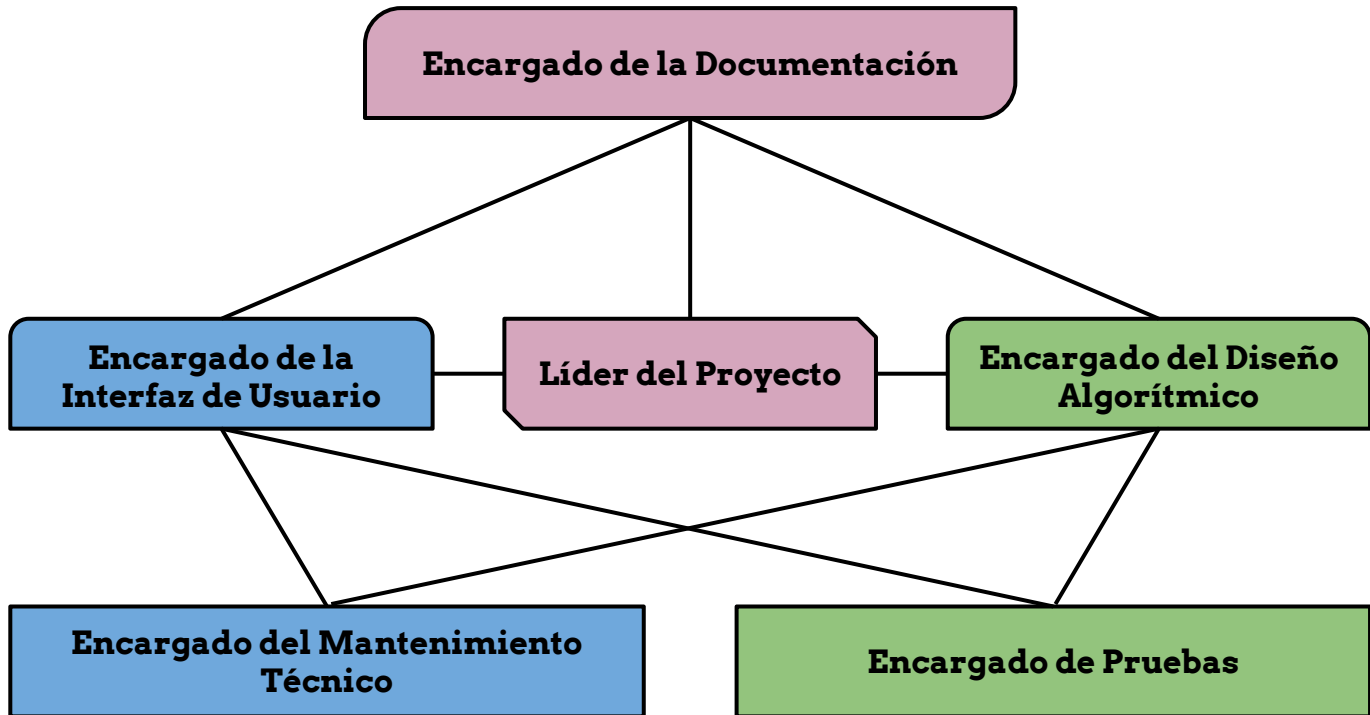 Encargado de la Documentación
Encargado de la
Interfaz de Usuario
Líder del Proyecto
Encargado del Diseño
Algorítmico
Encargado del Mantenimiento
Técnico
Encargado de Pruebas